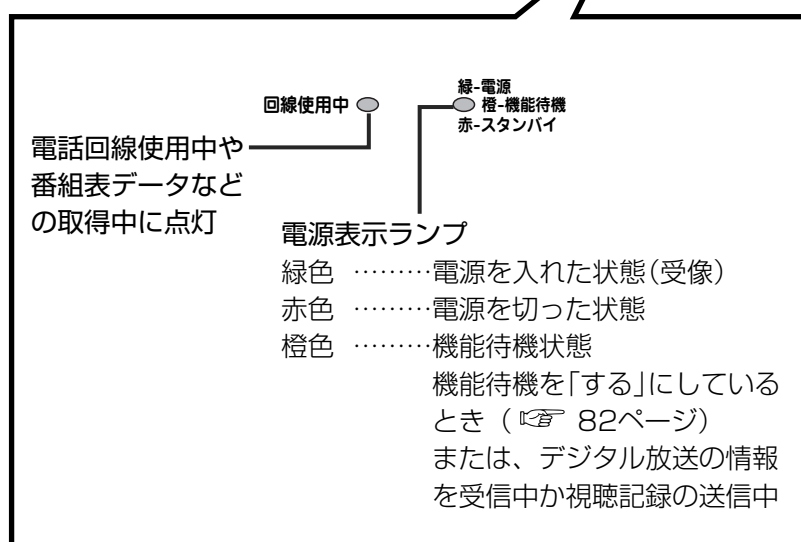 回線使用中
緑-電源
橙-機能待機
赤-スタンバイ
電話回線使用中や
番組表データなど
の取得中に点灯
電源表示ランプ
緑色 ………電源を入れた状態(受像)
赤色 ………電源を切った状態
橙色 ………機能待機状態
機能待機を「する」にしている
とき(☞ 82ページ)
または、デジタル放送の情報
を受信中か視聴記録の送信中